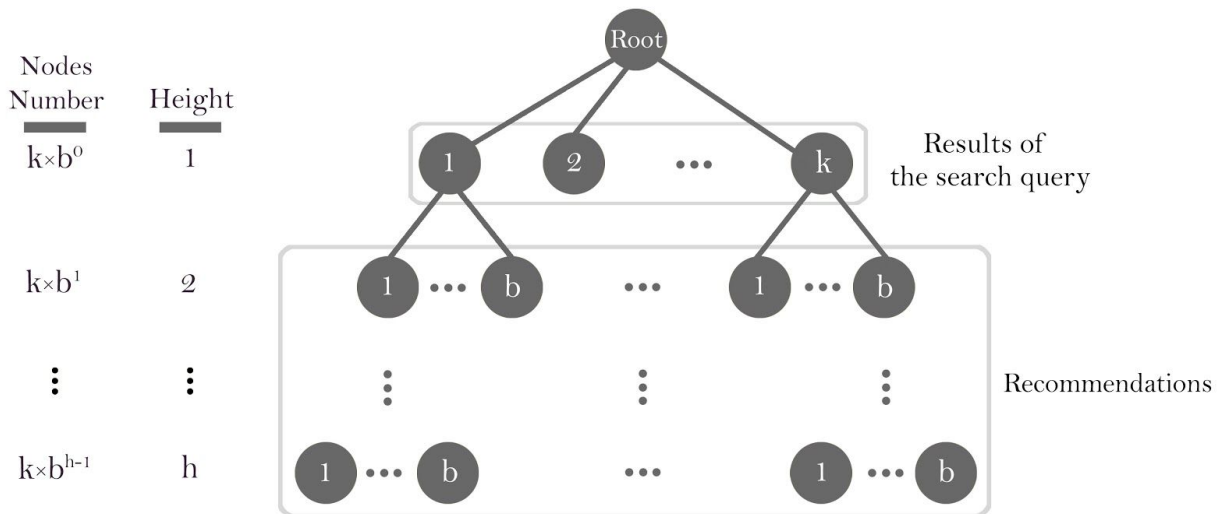 Root
Nodes
Number Height
k×b⁰ 1 1 2 ... k Results of
the search query
k×b¹ 2 1 ... b ... 1 ... b
Recommendations
k×bʰ⁻¹ h 1 ... b ... 1 ... b